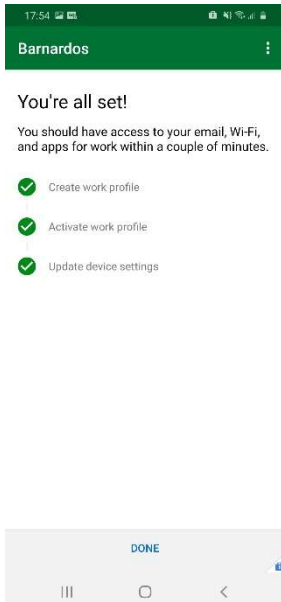 17:54
Barnardos
You're all set!
You should have access to your email, Wi-Fi,
and apps for work within a couple of minutes.
Create work profile
Activate work profile
Update device settings
DONE